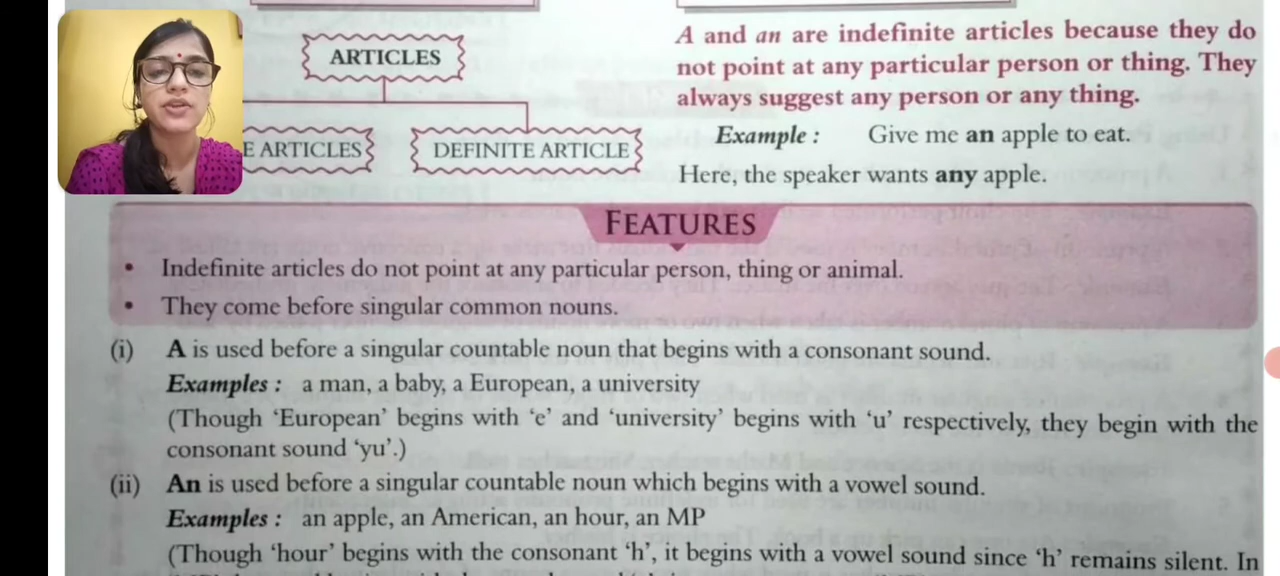 ARTICLES
E ARTICLES
DEFINITE ARTICLE
A and an are indefinite articles because they do
not point at any particular person or thing. They
always suggest any person or any thing.
Example : Give me an apple to eat.
Here, the speaker wants any apple.
FEATURES
• Indefinite articles do not point at any particular person, thing or animal.
• They come before singular common nouns.
(i) A is used before a singular countable noun that begins with a consonant sound.
Examples : a man, a baby, a European, a university
(Though ‘European’ begins with ‘e’ and ‘university’ begins with ‘u’ respectively, they begin with the
consonant sound ‘yu’.)
(ii) An is used before a singular countable noun which begins with a vowel sound.
Examples : an apple, an American, an hour, an MP
(Though ‘hour’ begins with the consonant ‘h’, it begins with a vowel sound since ‘h’ remains silent. In